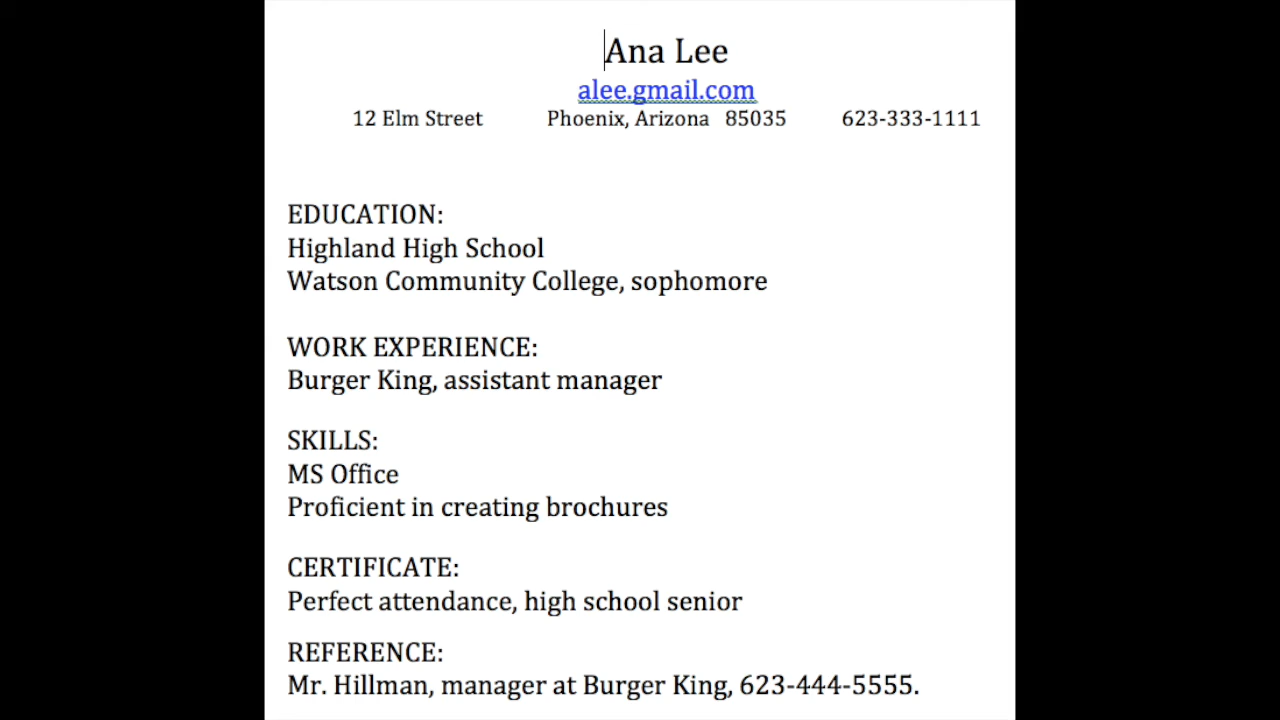 Ana Lee
alee.gmail.com
12 Elm Street Phoenix, Arizona 85035 623-333-1111
EDUCATION:
Highland High School
Watson Community College, sophomore
WORK EXPERIENCE:
Burger King, assistant manager
SKILLS:
MS Office
Proficient in creating brochures
CERTIFICATE:
Perfect attendance, high school senior
REFERENCE:
Mr. Hillman, manager at Burger King, 623-444-5555.